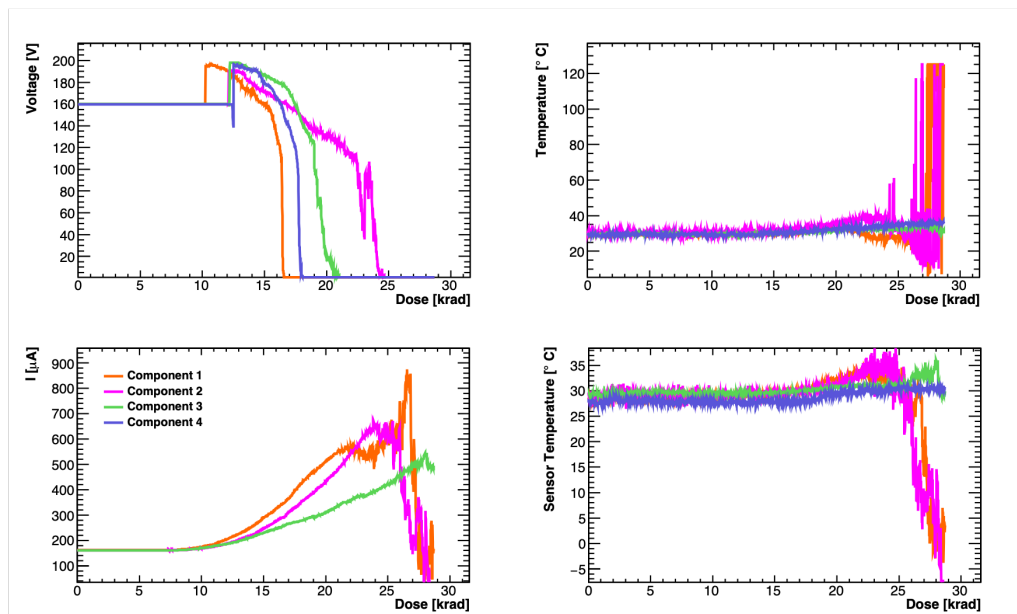 Voltage [V]
200
180
160
140
120
100
80
60
40
20
0 5 10 15 20 25 30
Dose [krad]
Temperature [° C]
120
100
80
60
40
20
0 5 10 15 20 25 30
Dose [krad]
I [μA]
900
800
700
600
500
400
300
200
100
Component 1
Component 2
Component 3
Component 4
0 5 10 15 20 25 30
Dose [krad]
Sensor Temperature [° C]
35
30
25
20
15
10
5
0
−5
0 5 10 15 20 25 30
Dose [krad]